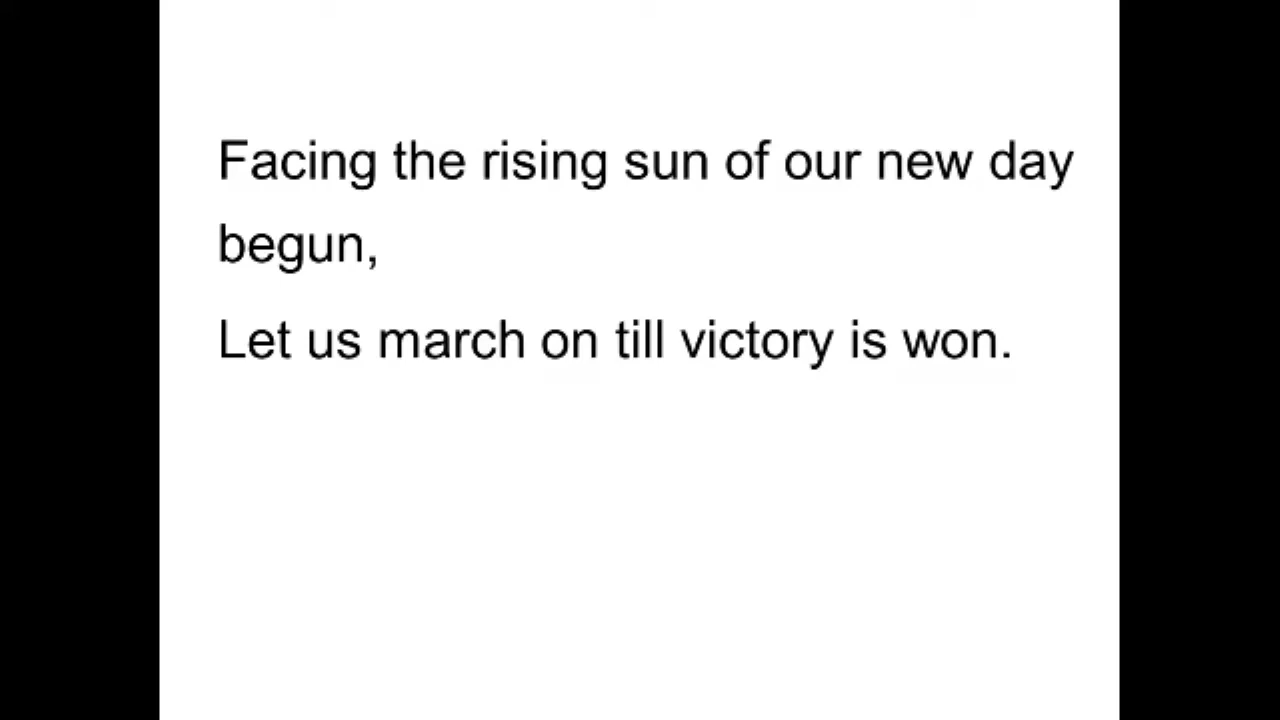 Facing the rising sun of our new day
begun,
Let us march on till victory is won.